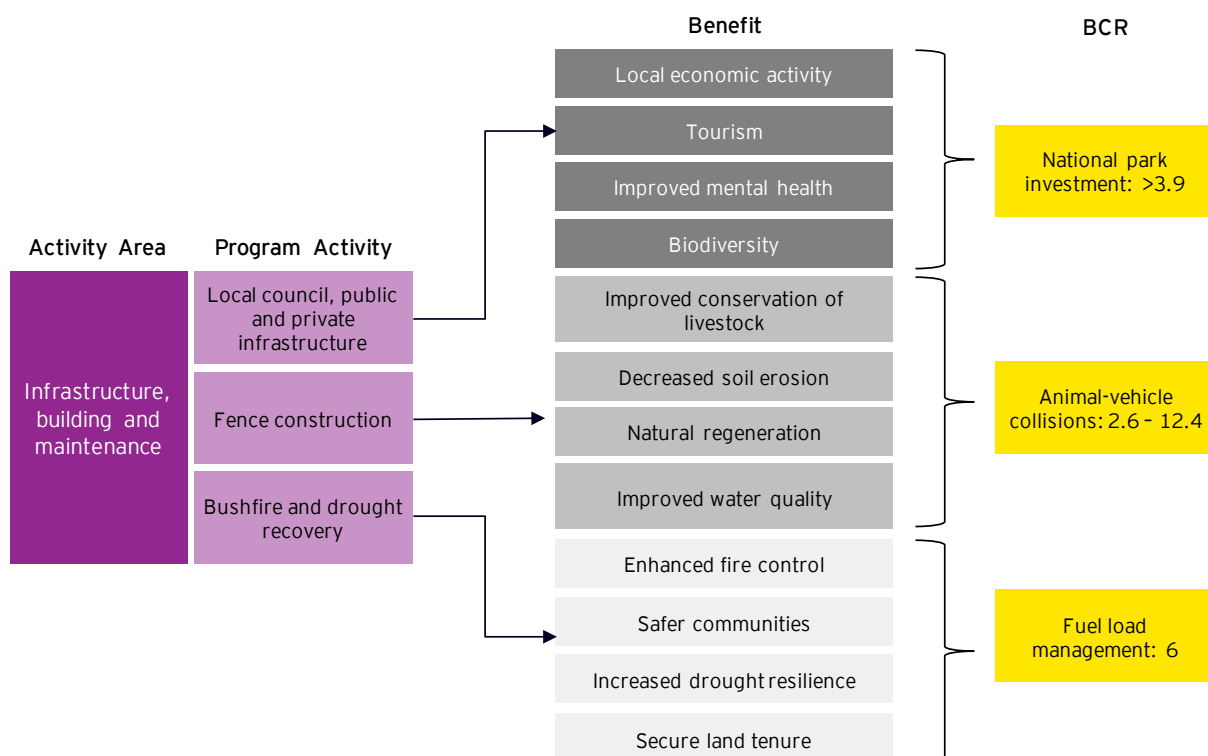 Benefit
BCR
Local economic activity
Tourism
Improved mental health
Biodiversity
National park
investment: >3.9
Activity Area
Program Activity
Infrastructure,
building and
maintenance
Local council, public
and private
infrastructure
Fence construction
Bushfire and drought
recovery
Improved conservation of
livestock
Decreased soil erosion
Natural regeneration
Improved water quality
Animal-vehicle
collisions: 2.6 - 12.4
Enhanced fire control
Safer communities
Increased drought resilience
Secure land tenure
Fuel load
management: 6